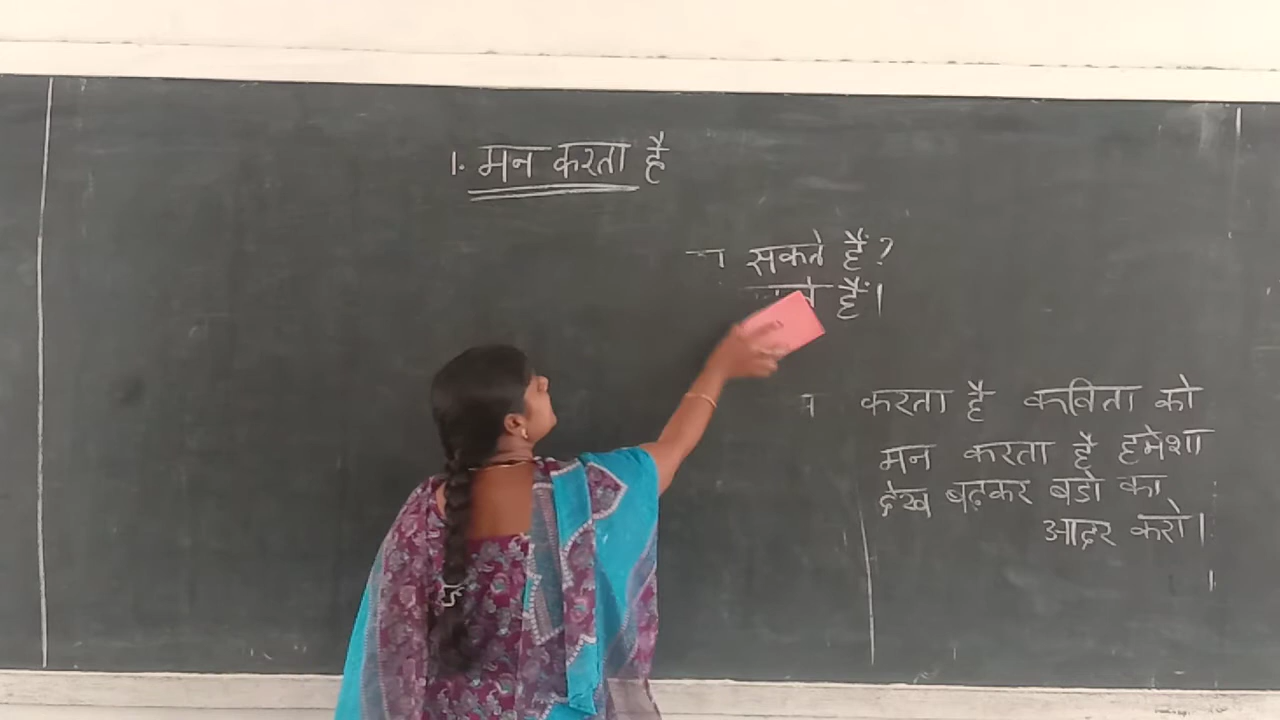 1. मन करता है
सकते हैं?
हैं।
करता है कविता को
मन करता है हमेशा
देख बढ़कर बडो का
आदर करो।